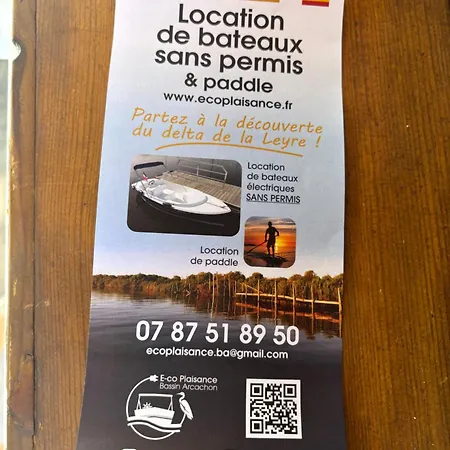 Location
de bateaux
sans permis
& paddle
www.ecoplaisance.fr
Partez à la découverte
du delta de la Leyre !
Location
de bateaux
électriques
SANS PERMIS
Location
de paddle
07 87 51 89 50
ecoplaisance.ba@gmail.com
E-co Plaisance
Bassin Arcachon